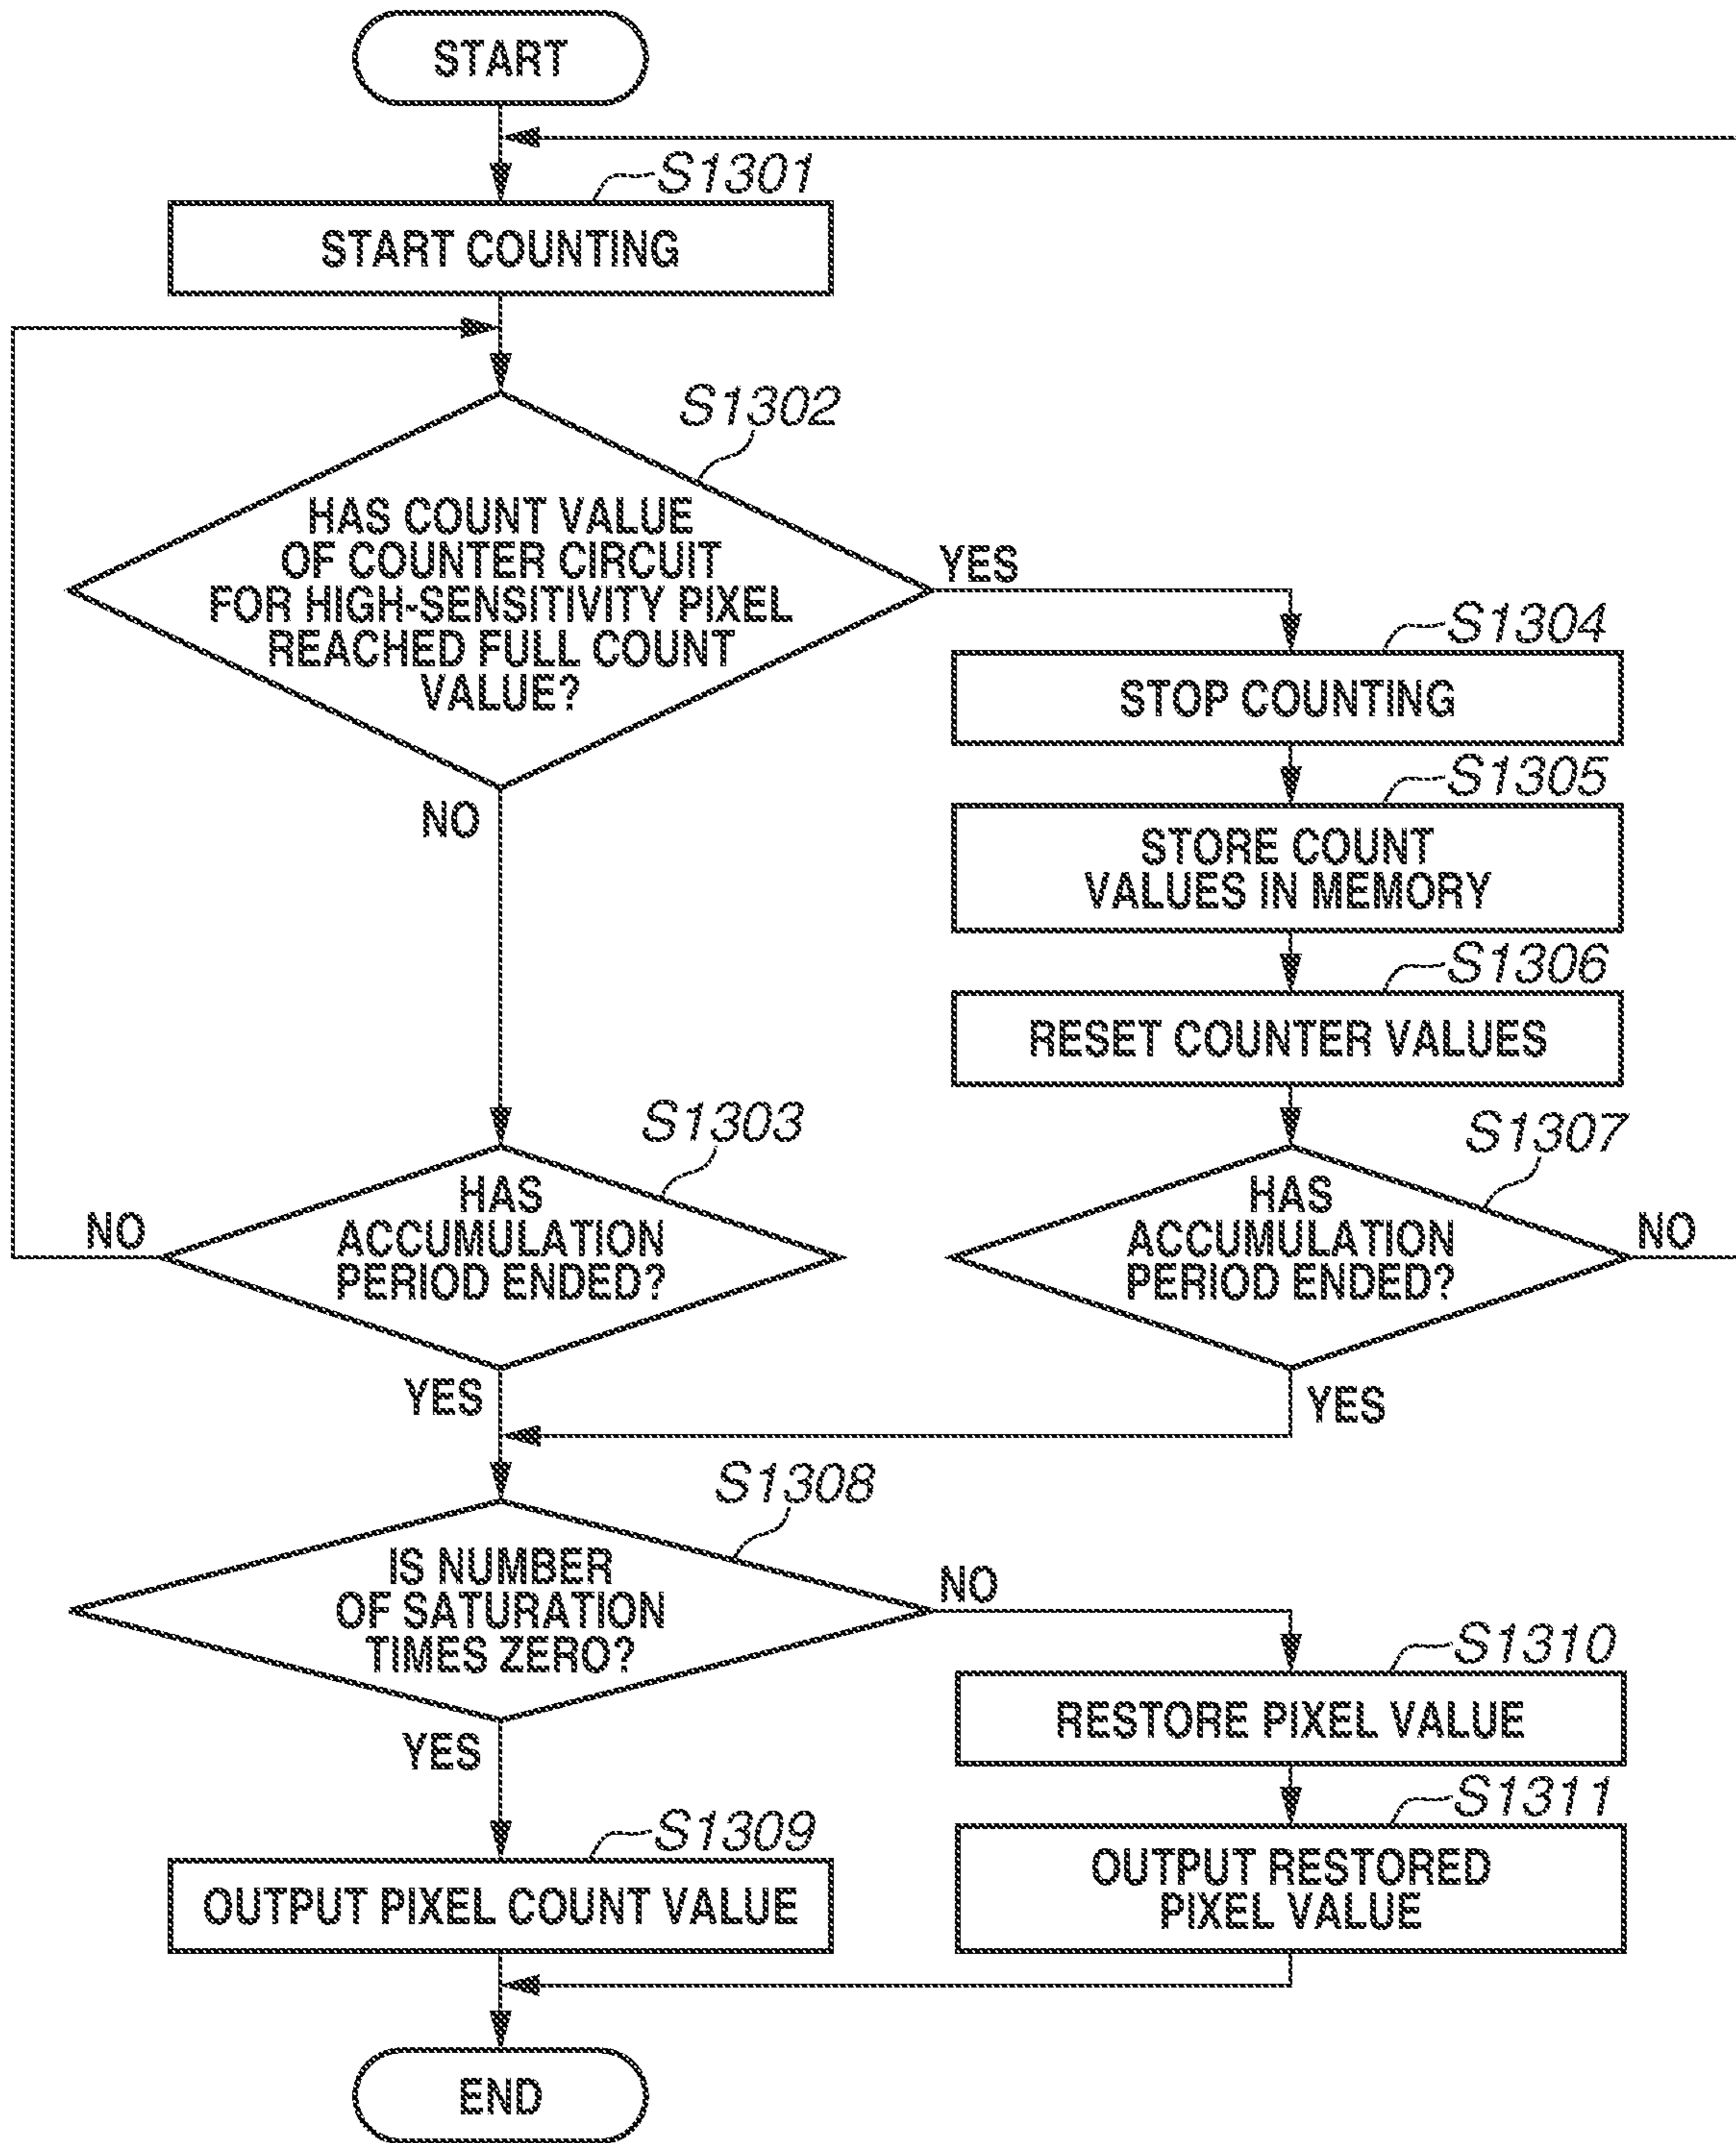 START
S1301
START COUNTING
S1302
HAS COUNT VALUE
OF COUNTER CIRCUIT
FOR HIGH-SENSITIVITY PIXEL
REACHED FULL COUNT
VALUE?
YES
NO
S1304
STOP COUNTING
S1305
STORE COUNT
VALUES IN MEMORY
S1306
RESET COUNTER VALUES
S1303
HAS
ACCUMULATION
PERIOD ENDED?
NO
YES
S1307
HAS
ACCUMULATION
PERIOD ENDED?
NO
YES
S1308
IS NUMBER
OF SATURATION
TIMES ZERO?
NO
YES
S1310
RESTORE PIXEL VALUE
S1311
OUTPUT RESTORED
PIXEL VALUE
S1309
OUTPUT PIXEL COUNT VALUE
END